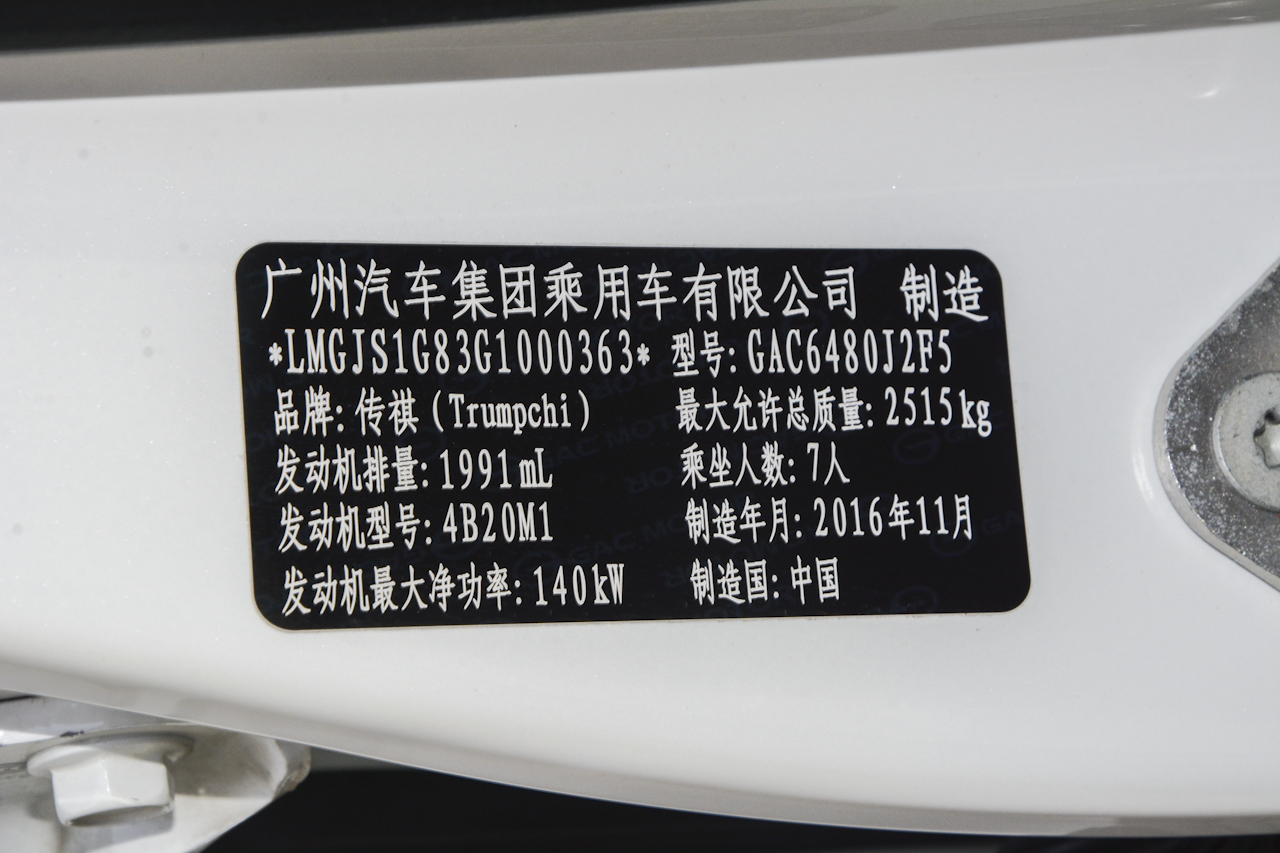 广州汽车集团乘用车有限公司 制造
*LMGJS1G83G1000363* 型号: GAC6480J2F5
品牌: 传祺 (Trumpchi) 最大允许总质量: 2515kg
发动机排量: 1991mL 乘坐人数: 7人
发动机型号: 4B20M1 制造年月: 2016年11月
发动机最大净功率: 140kW 制造国: 中国